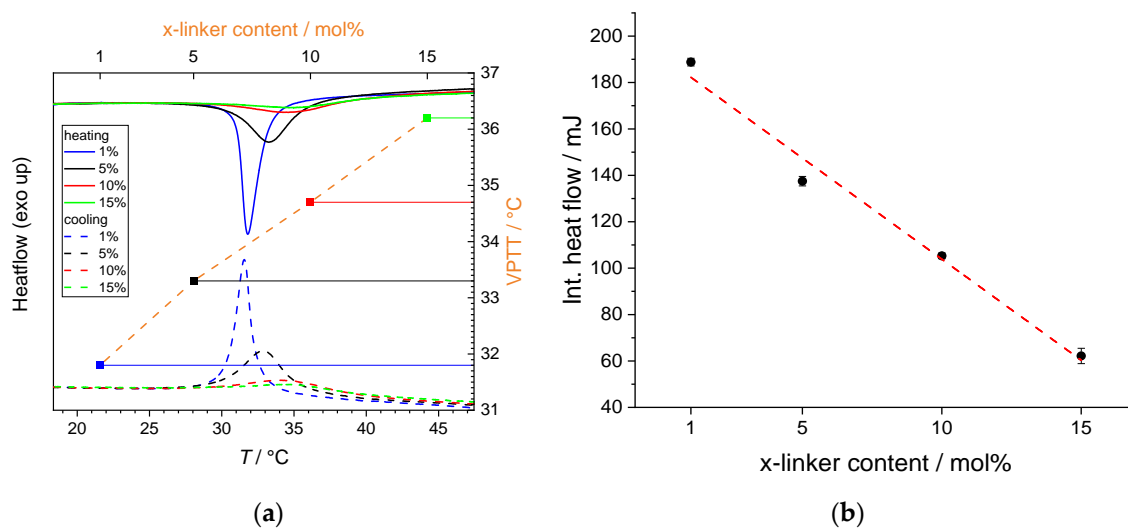 x-linker content / mol%
1 5 10 15
37
36
35
34
33
32
31
VPTT / °C
Heatflow (exo up)
heating
1%
5%
10%
15%
cooling
1%
5%
10%
15%
20 25 30 35 40 45
T / °C
(a)
200
180
160
140
120
100
80
60
40
Int. heat flow / mJ
1 5 10 15
x-linker content / mol%
(b)